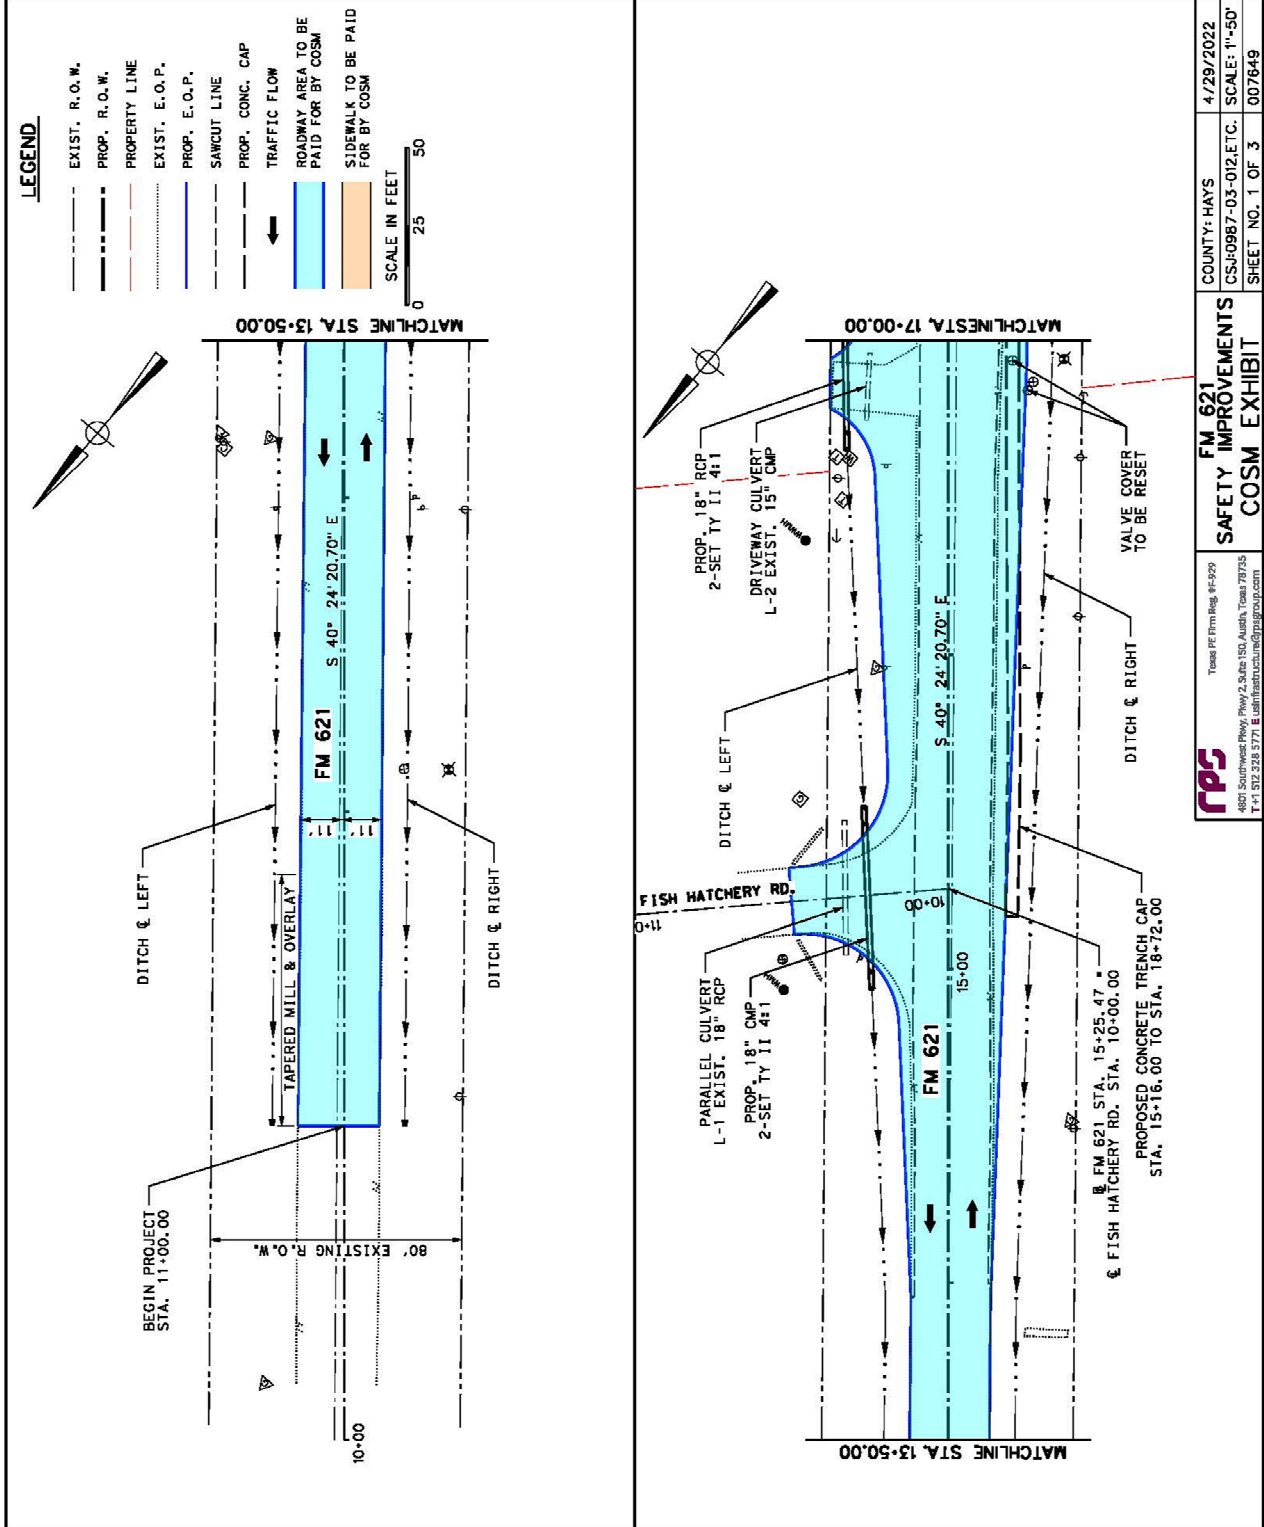 LEGEND
EXIST. R.O.W.
PROP. R.O.W.
PROPERTY LINE
EXIST. E.O.P.
PROP. E.O.P.
SAWCUT LINE
PROP. CONC. CAP
TRAFFIC FLOW
ROADWAY AREA TO BE
PAID FOR BY COSM
SIDEWALK TO BE PAID
FOR BY COSM
SCALE IN FEET
0 25 50
MATCHLINE STA. 13+50.00
S 40° 24' 20.70" E
FM 621
11'
11'
DITCH ℄ LEFT
DITCH ℄ RIGHT
TAPERED MILL & OVERLAY
BEGIN PROJECT
STA. 11+00.00
80' EXISTING R.O.W.
10+00
MATCHLINESTA. 17+00.00
PROP. 18" RCP
2-SET TY II 4:1
DRIVEWAY CULVERT
L-2 EXIST. 15" CMP
VALVE COVER
TO BE RESET
DITCH ℄ LEFT
S 40° 24' 20.70" E
DITCH ℄ RIGHT
FISH HATCHERY RD.
11+0
10+00
15+00
PARALLEL CULVERT
L-1 EXIST. 18" RCP
PROP. 18" CMP
2-SET TY II 4:1
FM 621
FM 621 STA. 15+25.47 =
℄ FISH HATCHERY RD. STA. 10+00.00
PROPOSED CONCRETE TRENCH CAP
STA. 15+16.00 TO STA. 18+72.00
MATCHLINE STA. 13+50.00
rps
Texas PE Firm Reg. #F-929
4801 Southwest Pkwy, Pkwy 2, Suite 150, Austin, Texas 78735
T +1 512 328 5771 E usinfrastructure@rpsgroup.com
FM 621
SAFETY IMPROVEMENTS
COSM EXHIBIT
COUNTY: HAYS
4/29/2022
CSJ:0987-03-012,ETC.
SCALE: 1"=50'
SHEET NO. 1 OF 3
007649